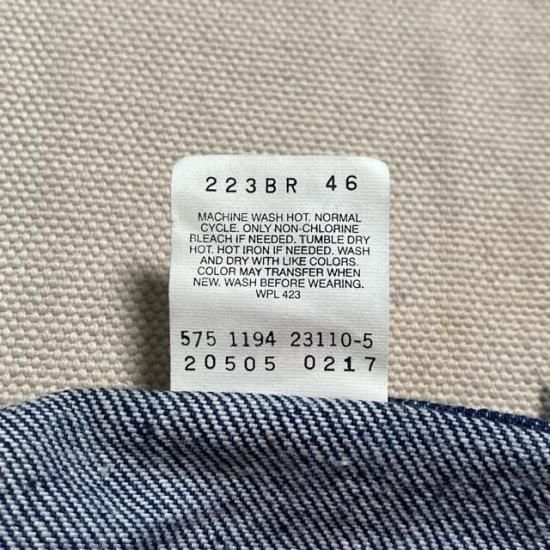 223BR 46
MACHINE WASH HOT. NORMAL
CYCLE. ONLY NON-CHLORINE
BLEACH IF NEEDED. TUMBLE DRY
HOT. HOT IRON IF NEEDED. WASH
AND DRY WITH LIKE COLORS.
COLOR MAY TRANSFER WHEN
NEW. WASH BEFORE WEARING.
WPL 423
575 1194 23110-5
20505 0217